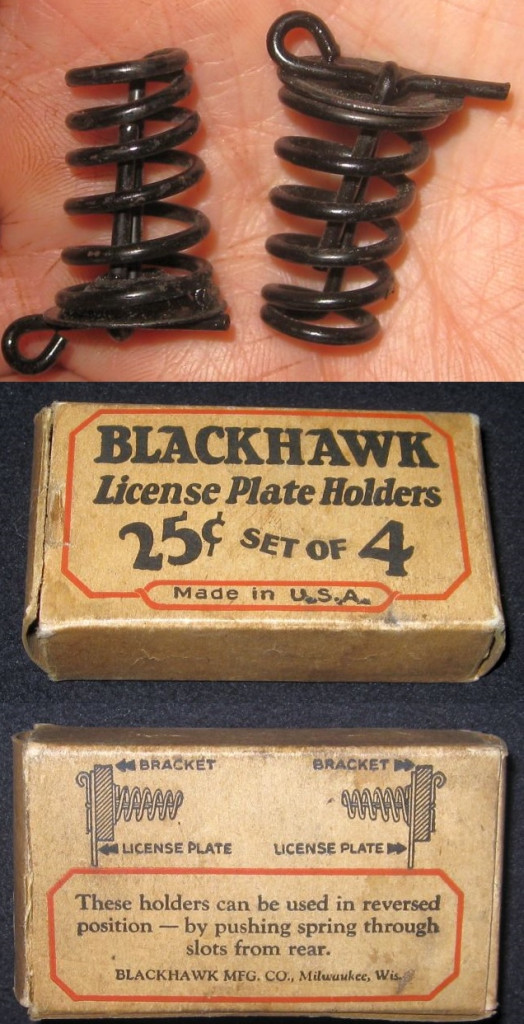 BLACKHAWK
License Plate Holders
25¢ SET OF 4
Made in U.S.A.
BRACKET BRACKET
LICENSE PLATE LICENSE PLATE
These holders can be used in reversed
position — by pushing spring through
slots from rear.
BLACKHAWK MFG. CO., Milwaukee, Wis.